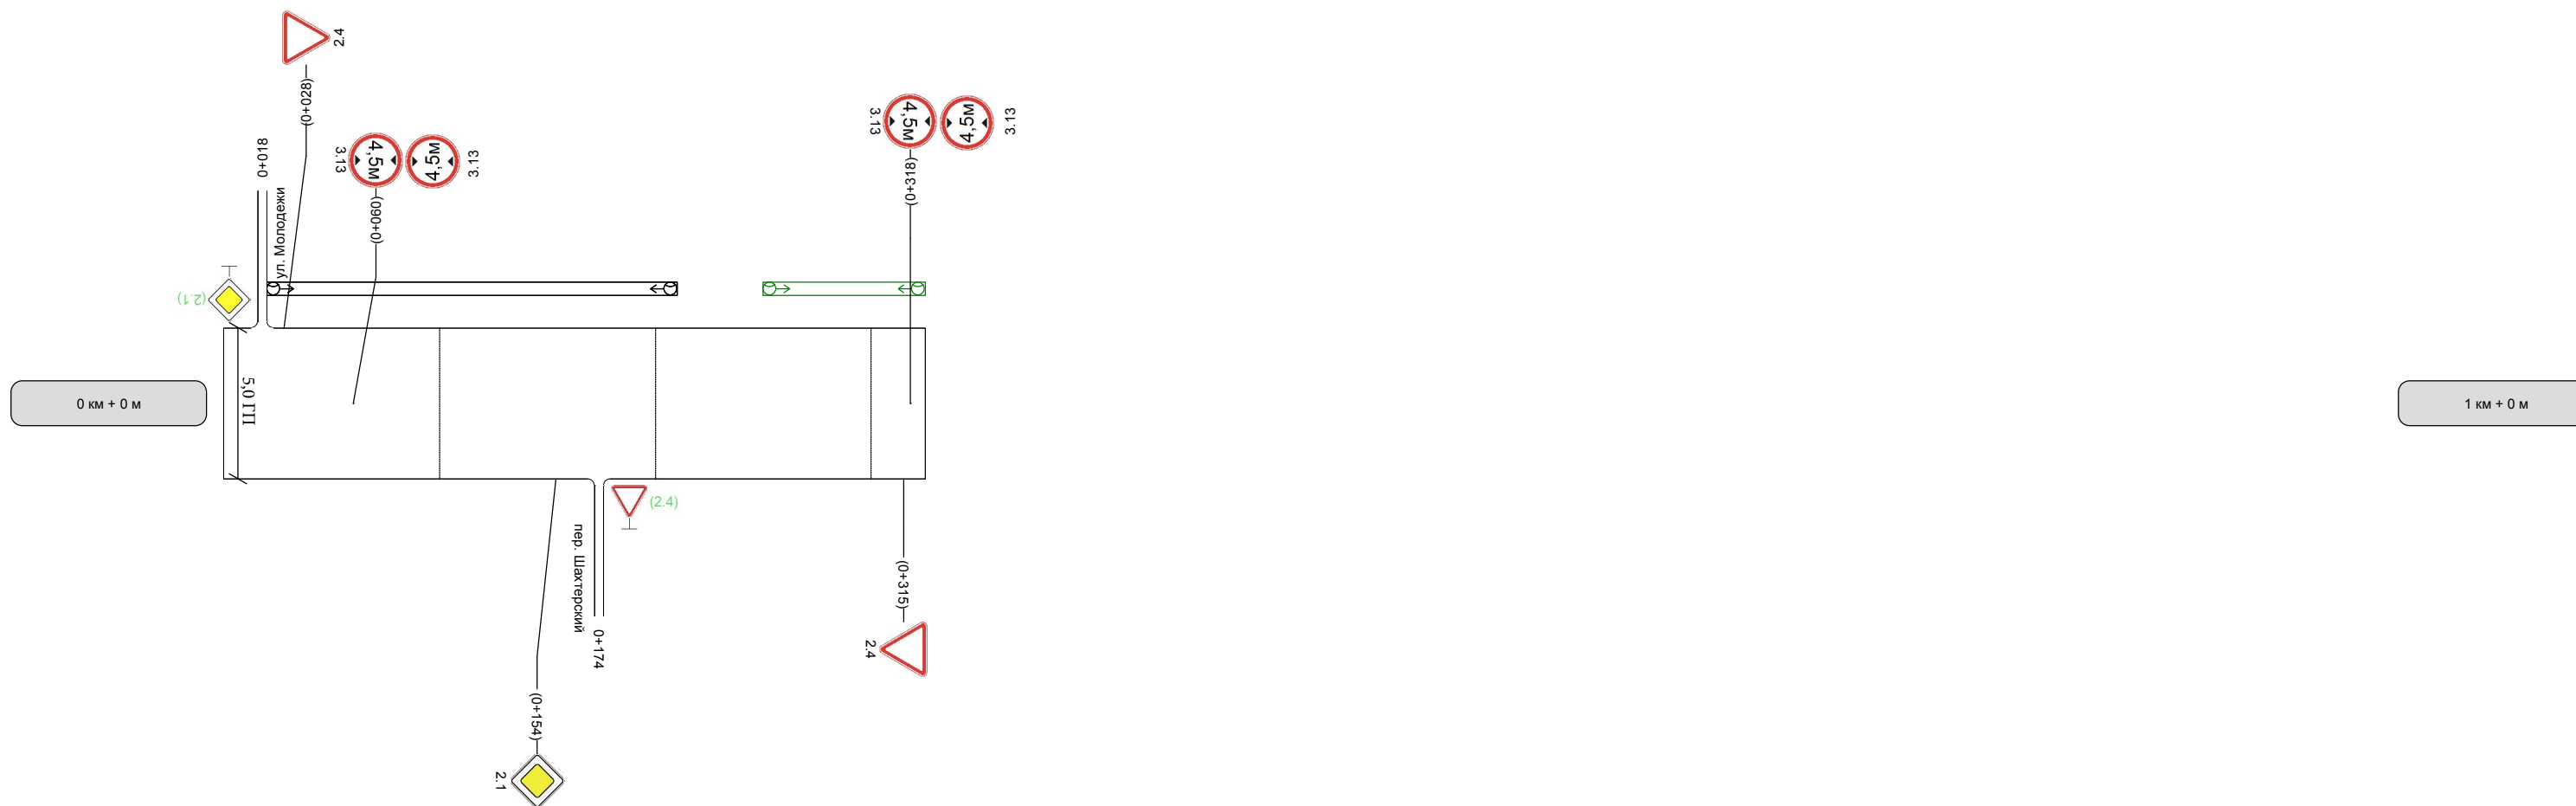 2.4
(0+028)
0+018
ул. Молодежи
3.13
4,5м
4,5м
3.13
(0+060)
3.13
4,5м
4,5м
3.13
(0+318)
(2.1)
5,0 ГП
0 км + 0 м
1 км + 0 м
(2.4)
пер. Шахтерский
0+174
(0+315)
2.4
(0+154)
2.1